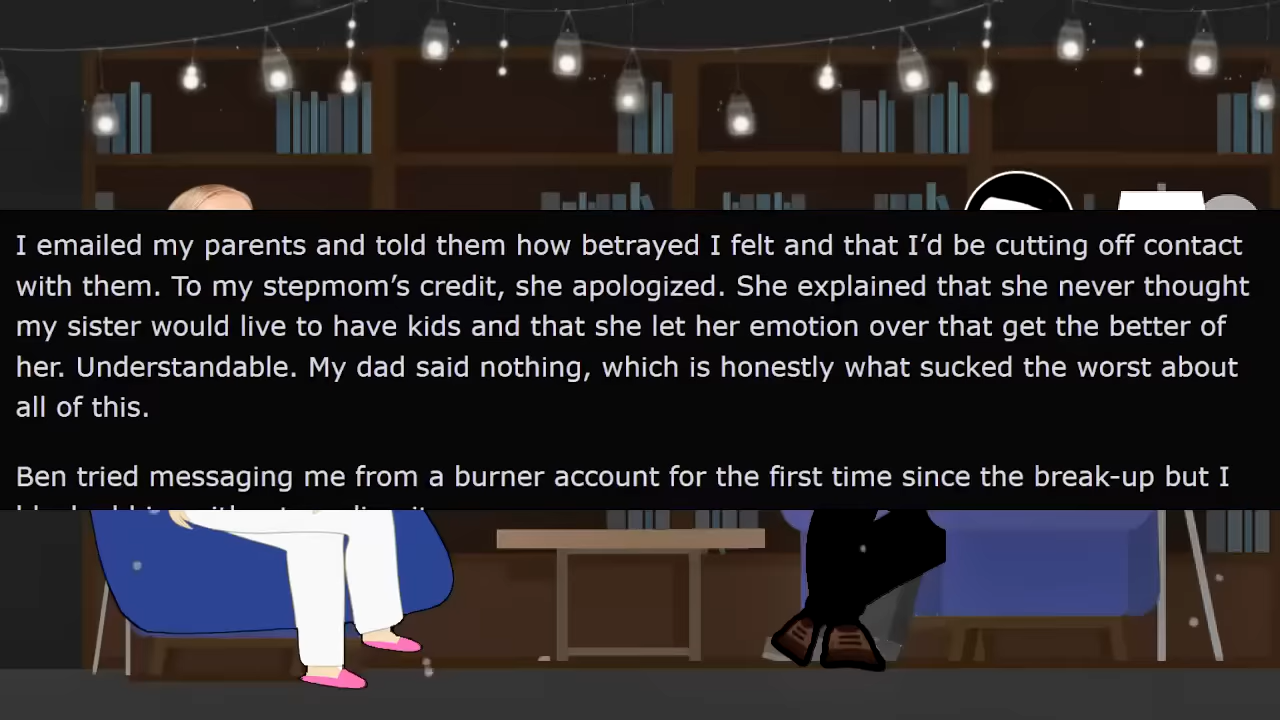 I emailed my parents and told them how betrayed I felt and that I’d be cutting off contact
with them. To my stepmom’s credit, she apologized. She explained that she never thought
my sister would live to have kids and that she let her emotion over that get the better of
her. Understandable. My dad said nothing, which is honestly what sucked the worst about
all of this.
Ben tried messaging me from a burner account for the first time since the break-up but I